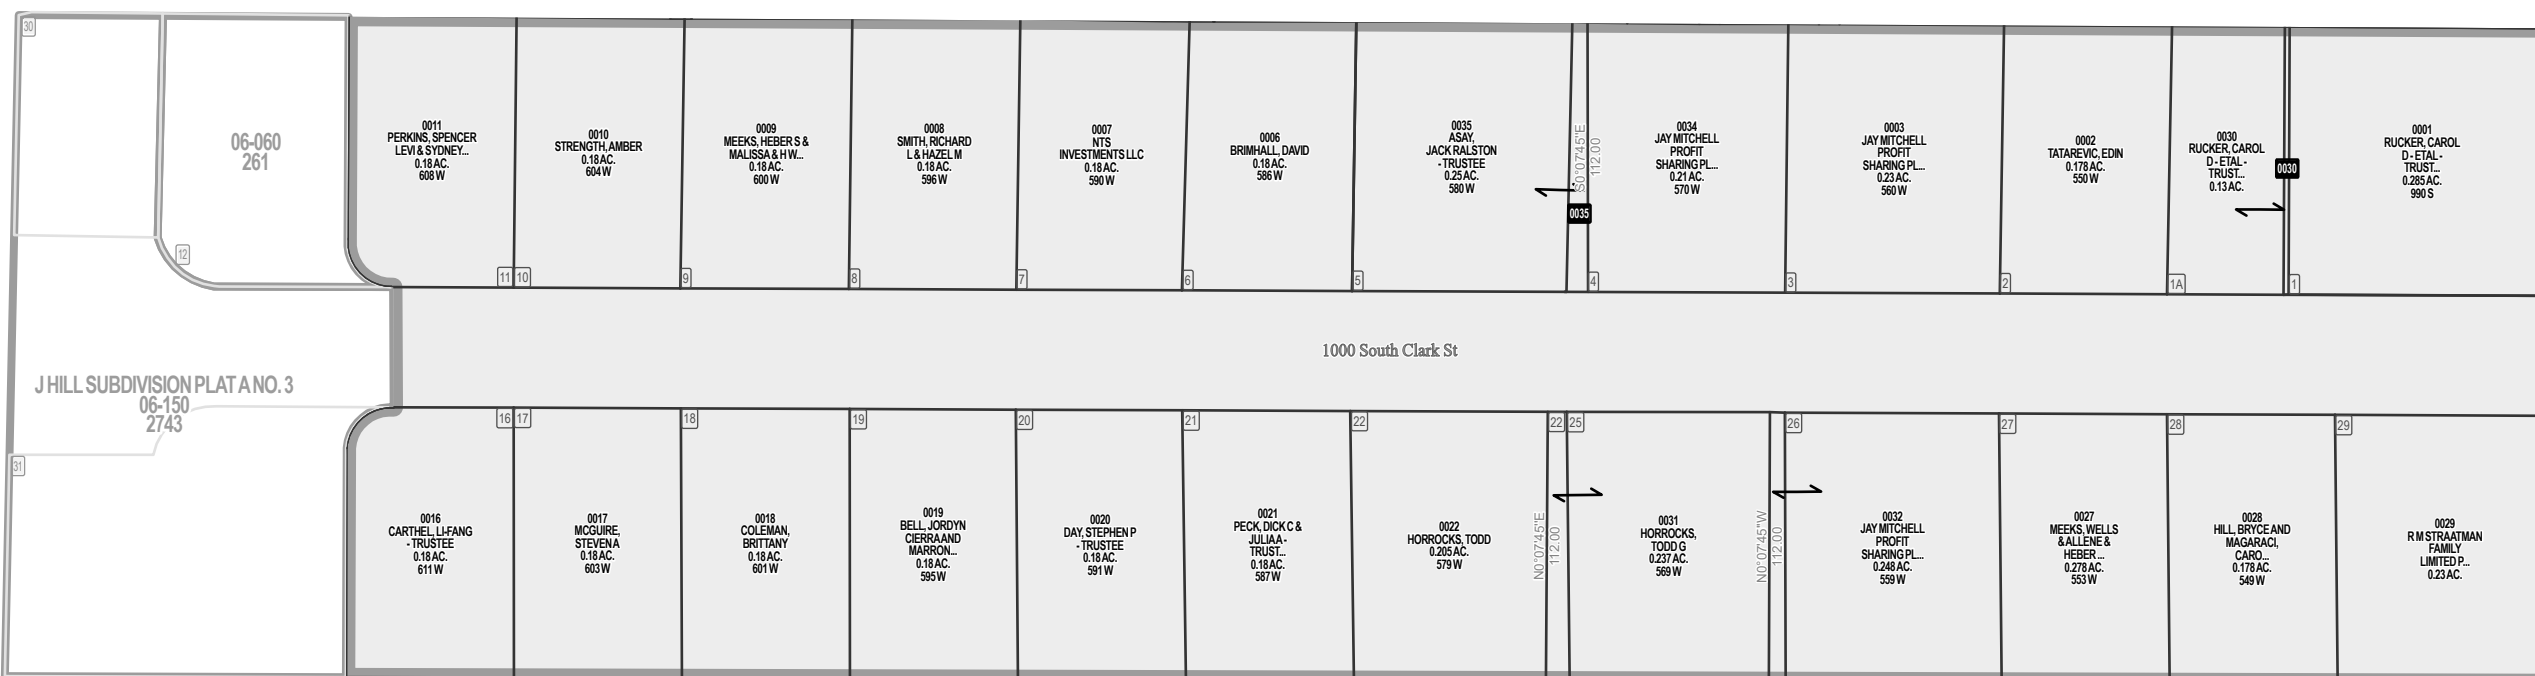 30
06-060
261
12
0011
PERKINS, SPENCER
LEVI & SYDNEY...
0.18 AC.
608 W
11
0010
STRENGTH, AMBER
0.18 AC.
604 W
10
0009
MEEKS, HEBER S &
MALISSA & H W...
0.18 AC.
600 W
9
0008
SMITH, RICHARD
L & HAZEL M
0.18 AC.
596 W
8
0007
NTS
INVESTMENTS LLC
0.18 AC.
590 W
7
0006
BRIMHALL, DAVID
0.18 AC.
586 W
6
0035
ASAY,
JACK RALSTON
- TRUSTEE
0.25 AC.
580 W
5
S0°07'45"E
112.00
0035
0034
JAY MITCHELL
PROFIT
SHARING PL...
0.21 AC.
570 W
4
0003
JAY MITCHELL
PROFIT
SHARING PL...
0.23 AC.
560 W
3
0002
TATAREVIC, EDIN
0.178 AC.
550 W
2
0030
RUCKER, CAROL
D - ETAL -
TRUST...
0.13 AC.
1A
0030
0001
RUCKER, CAROL
D - ETAL -
TRUST...
0.285 AC.
990 S
1
1000 South Clark St
J HILL SUBDIVISION PLAT A NO. 3
06-150
2743
31
16
0016
CARTHEL, LI-FANG
- TRUSTEE
0.18 AC.
611 W
17
0017
MCGUIRE,
STEVEN A
0.18 AC.
603 W
18
0018
COLEMAN,
BRITTANY
0.18 AC.
601 W
19
0019
BELL, JORDYN
CIERRA AND
MARRON...
0.18 AC.
595 W
20
0020
DAY, STEPHEN P
- TRUSTEE
0.18 AC.
591 W
21
0021
PECK, DICK C &
JULIA A -
TRUST...
0.18 AC.
587 W
22
0022
HORROCKS, TODD
0.205 AC.
579 W
22
N0°07'45"E
112.00
25
0031
HORROCKS,
TODD G
0.237 AC.
569 W
N0°07'45"W
112.00
26
0032
JAY MITCHELL
PROFIT
SHARING PL...
0.248 AC.
559 W
27
0027
MEEKS, WELLS
& ALLENE &
HEBER ...
0.278 AC.
553 W
28
0028
HILL, BRYCE AND
MAGARACI,
CARO...
0.178 AC.
549 W
29
0029
R M STRAATMAN
FAMILY
LIMITED P...
0.23 AC.